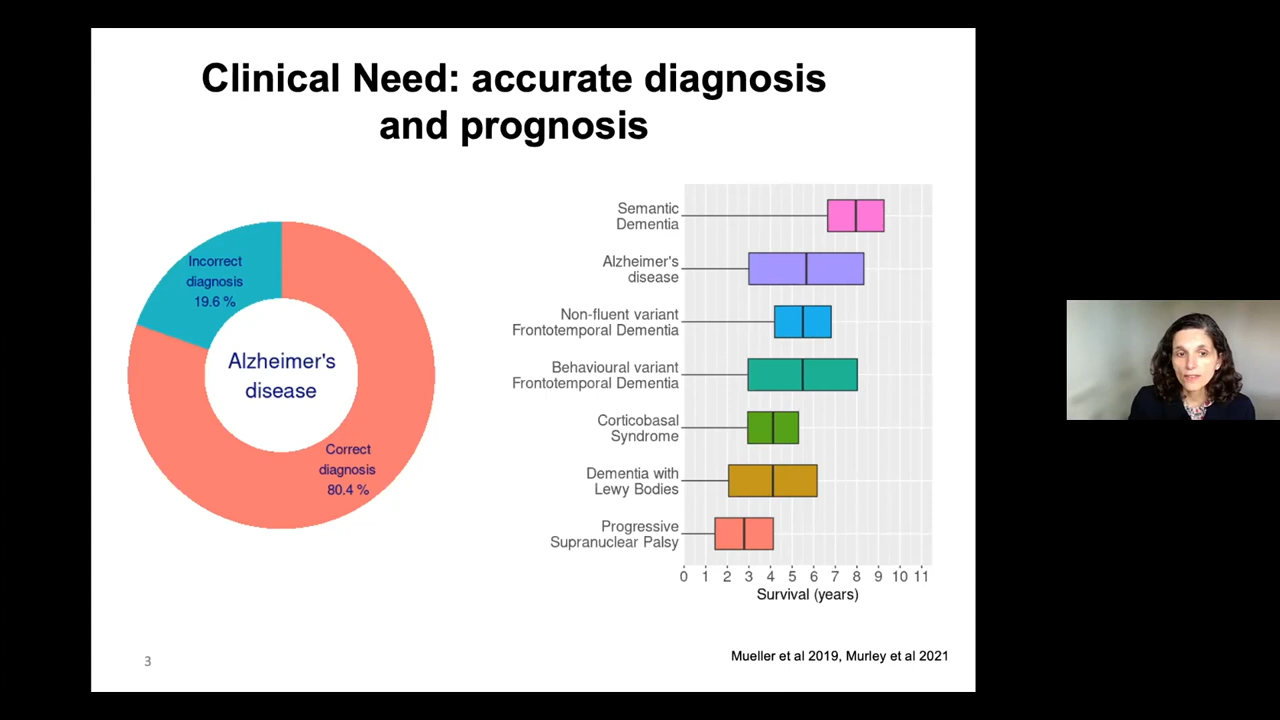 Clinical Need: accurate diagnosis
and prognosis
Incorrect
diagnosis
19.6 %
Alzheimer's
disease
Correct
diagnosis
80.4 %
Semantic
Dementia
Alzheimer's
disease
Non-fluent variant
Frontotemporal Dementia
Behavioural variant
Frontotemporal Dementia
Corticobasal
Syndrome
Dementia with
Lewy Bodies
Progressive
Supranuclear Palsy
0 1 2 3 4 5 6 7 8 9 10 11
Survival (years)
Mueller et al 2019, Murley et al 2021
3